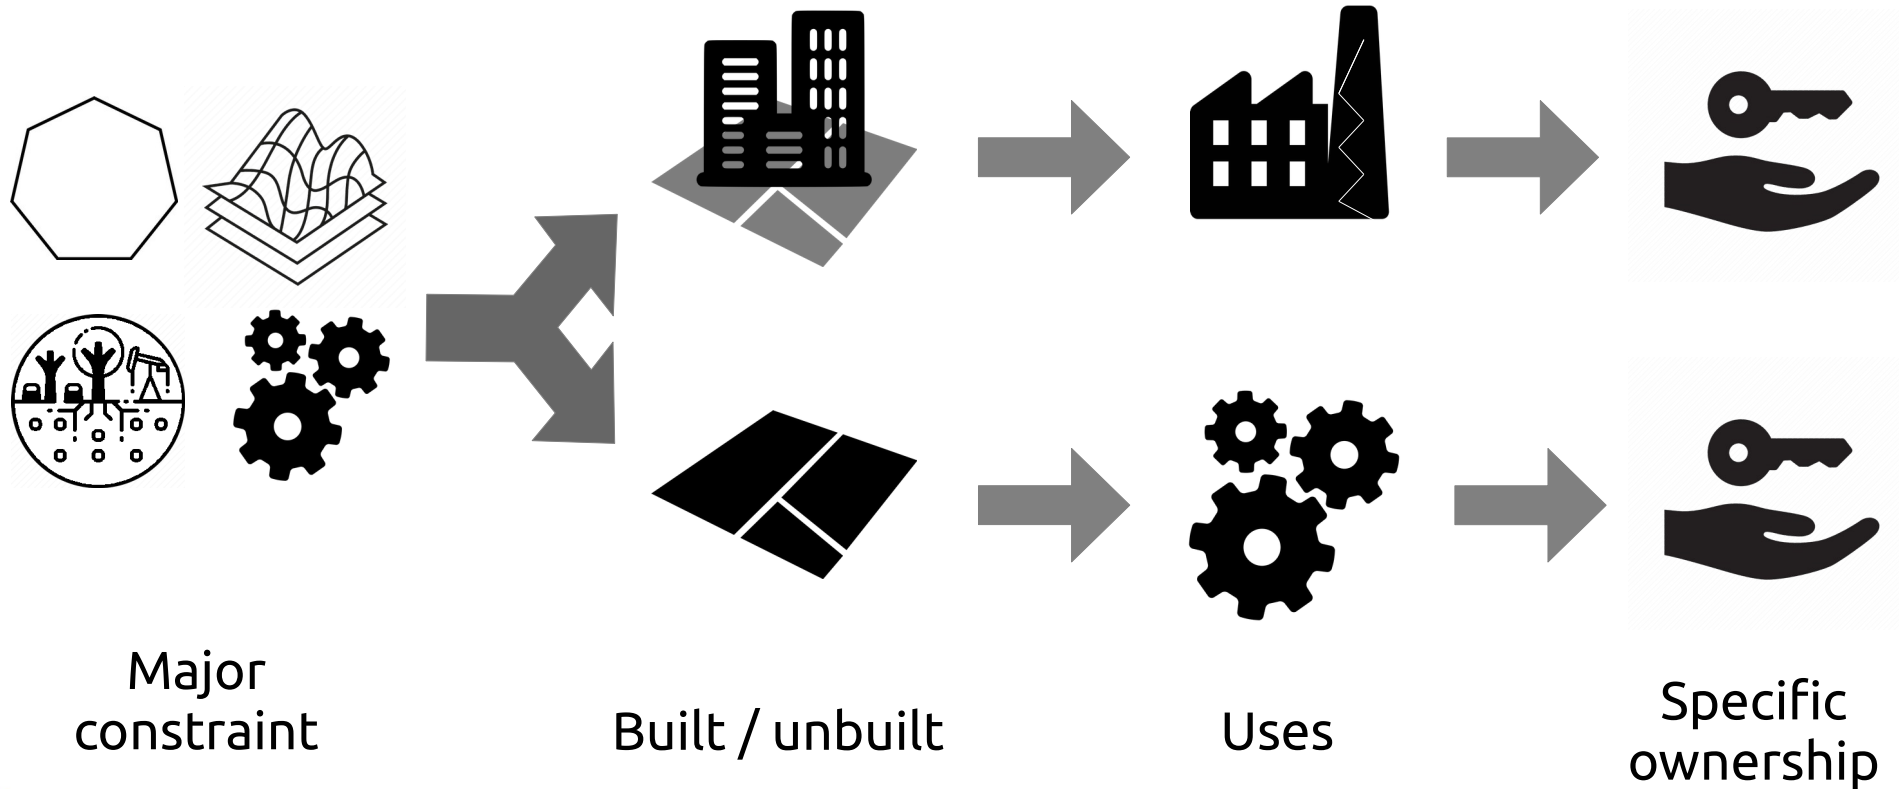 Major
constraint
Built / unbuilt
Uses
Specific
ownership